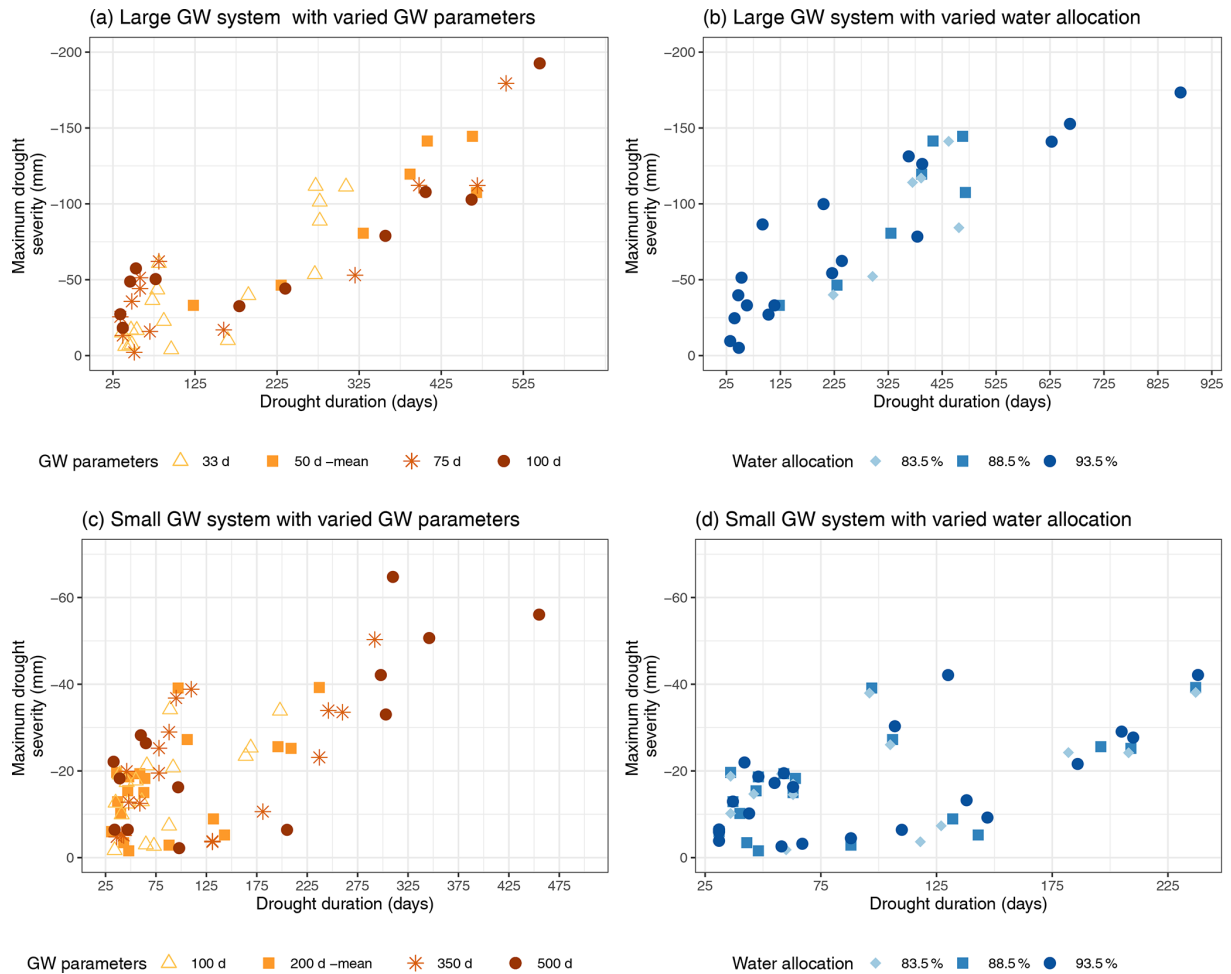 (a) Large GW system with varied GW parameters
−200
−150
−100
−50
0
Maximum drought
severity (mm)
25 125 225 325 425 525
Drought duration (days)
GW parameters 33 d 50 d −mean 75 d 100 d
(b) Large GW system with varied water allocation
−200
−150
−100
−50
0
Maximum drought
severity (mm)
25 125 225 325 425 525 625 725 825 925
Drought duration (days)
Water allocation 83.5 % 88.5 % 93.5 %
(c) Small GW system with varied GW parameters
−60
−40
−20
0
Maximum drought
severity (mm)
25 75 125 175 225 275 325 375 425 475
Drought duration (days)
GW parameters 100 d 200 d −mean 350 d 500 d
(d) Small GW system with varied water allocation
−60
−40
−20
0
Maximum drought
severity (mm)
25 75 125 175 225
Drought duration (days)
Water allocation 83.5 % 88.5 % 93.5 %